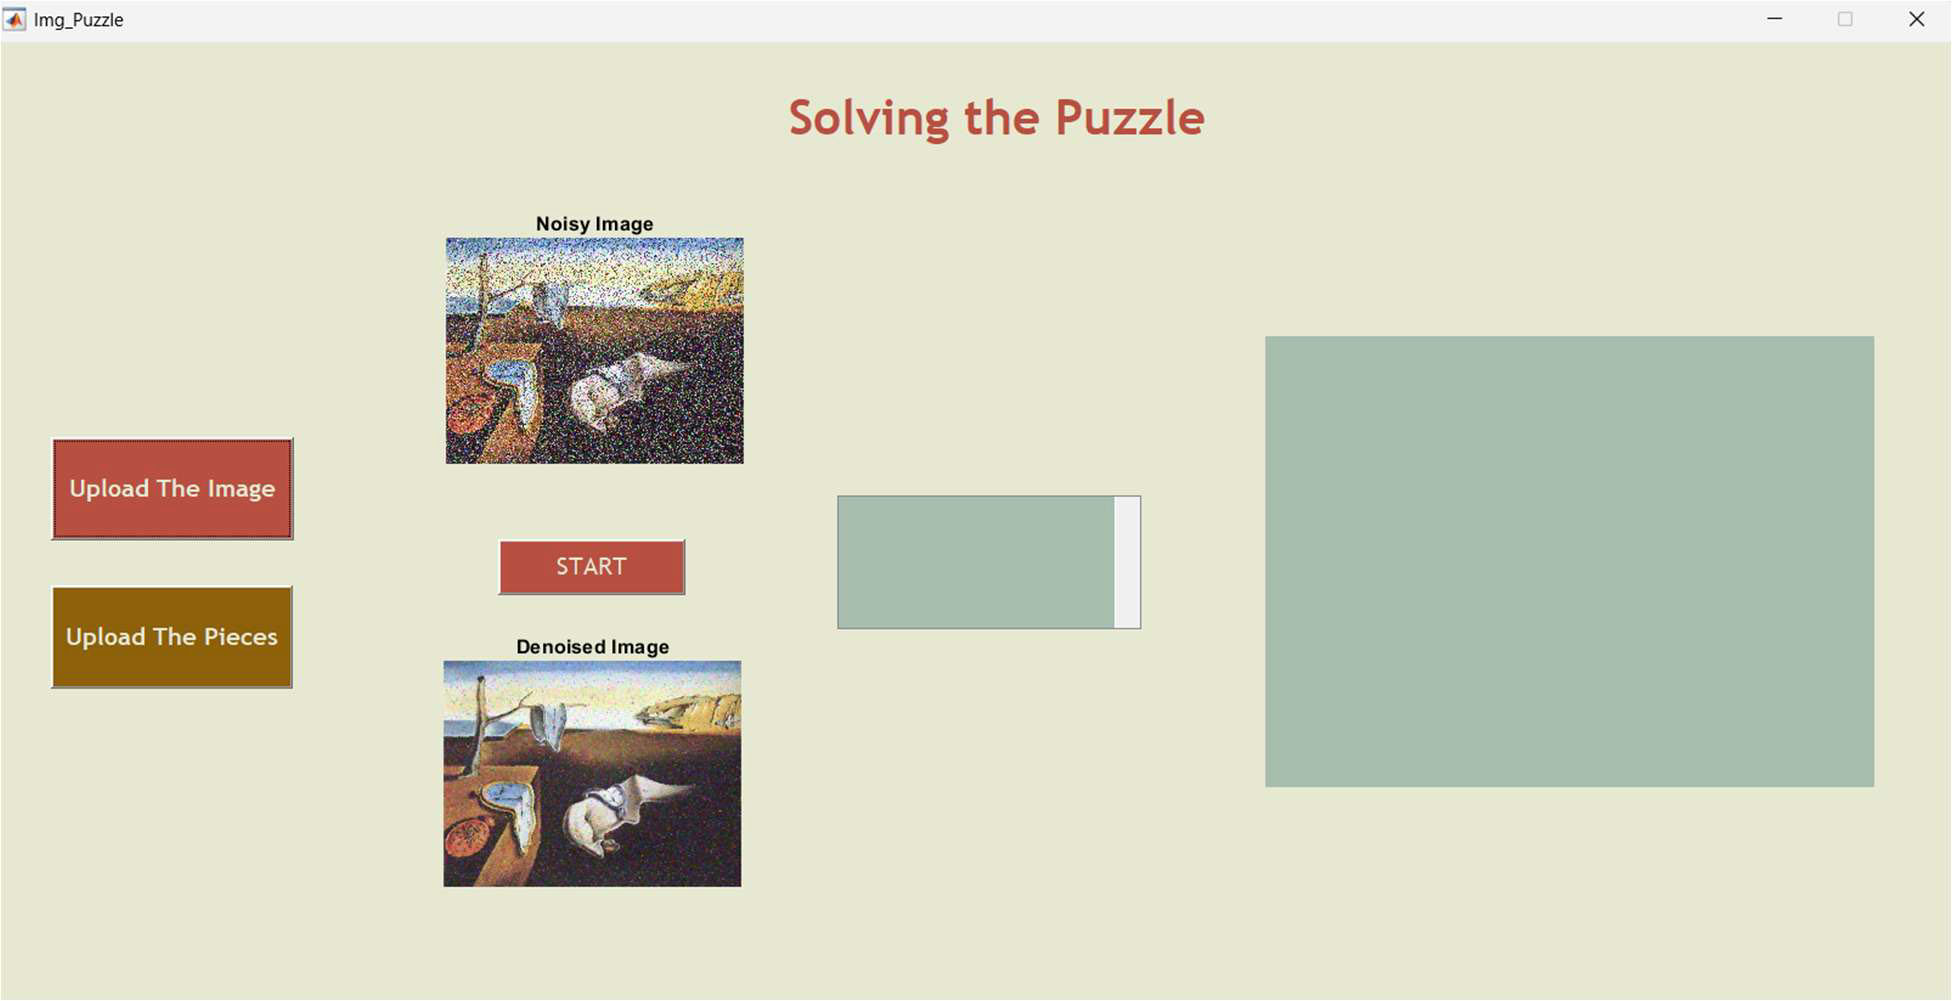 Img_Puzzle
Solving the Puzzle
Noisy Image
Upload The Image
START
Upload The Pieces
Denoised Image